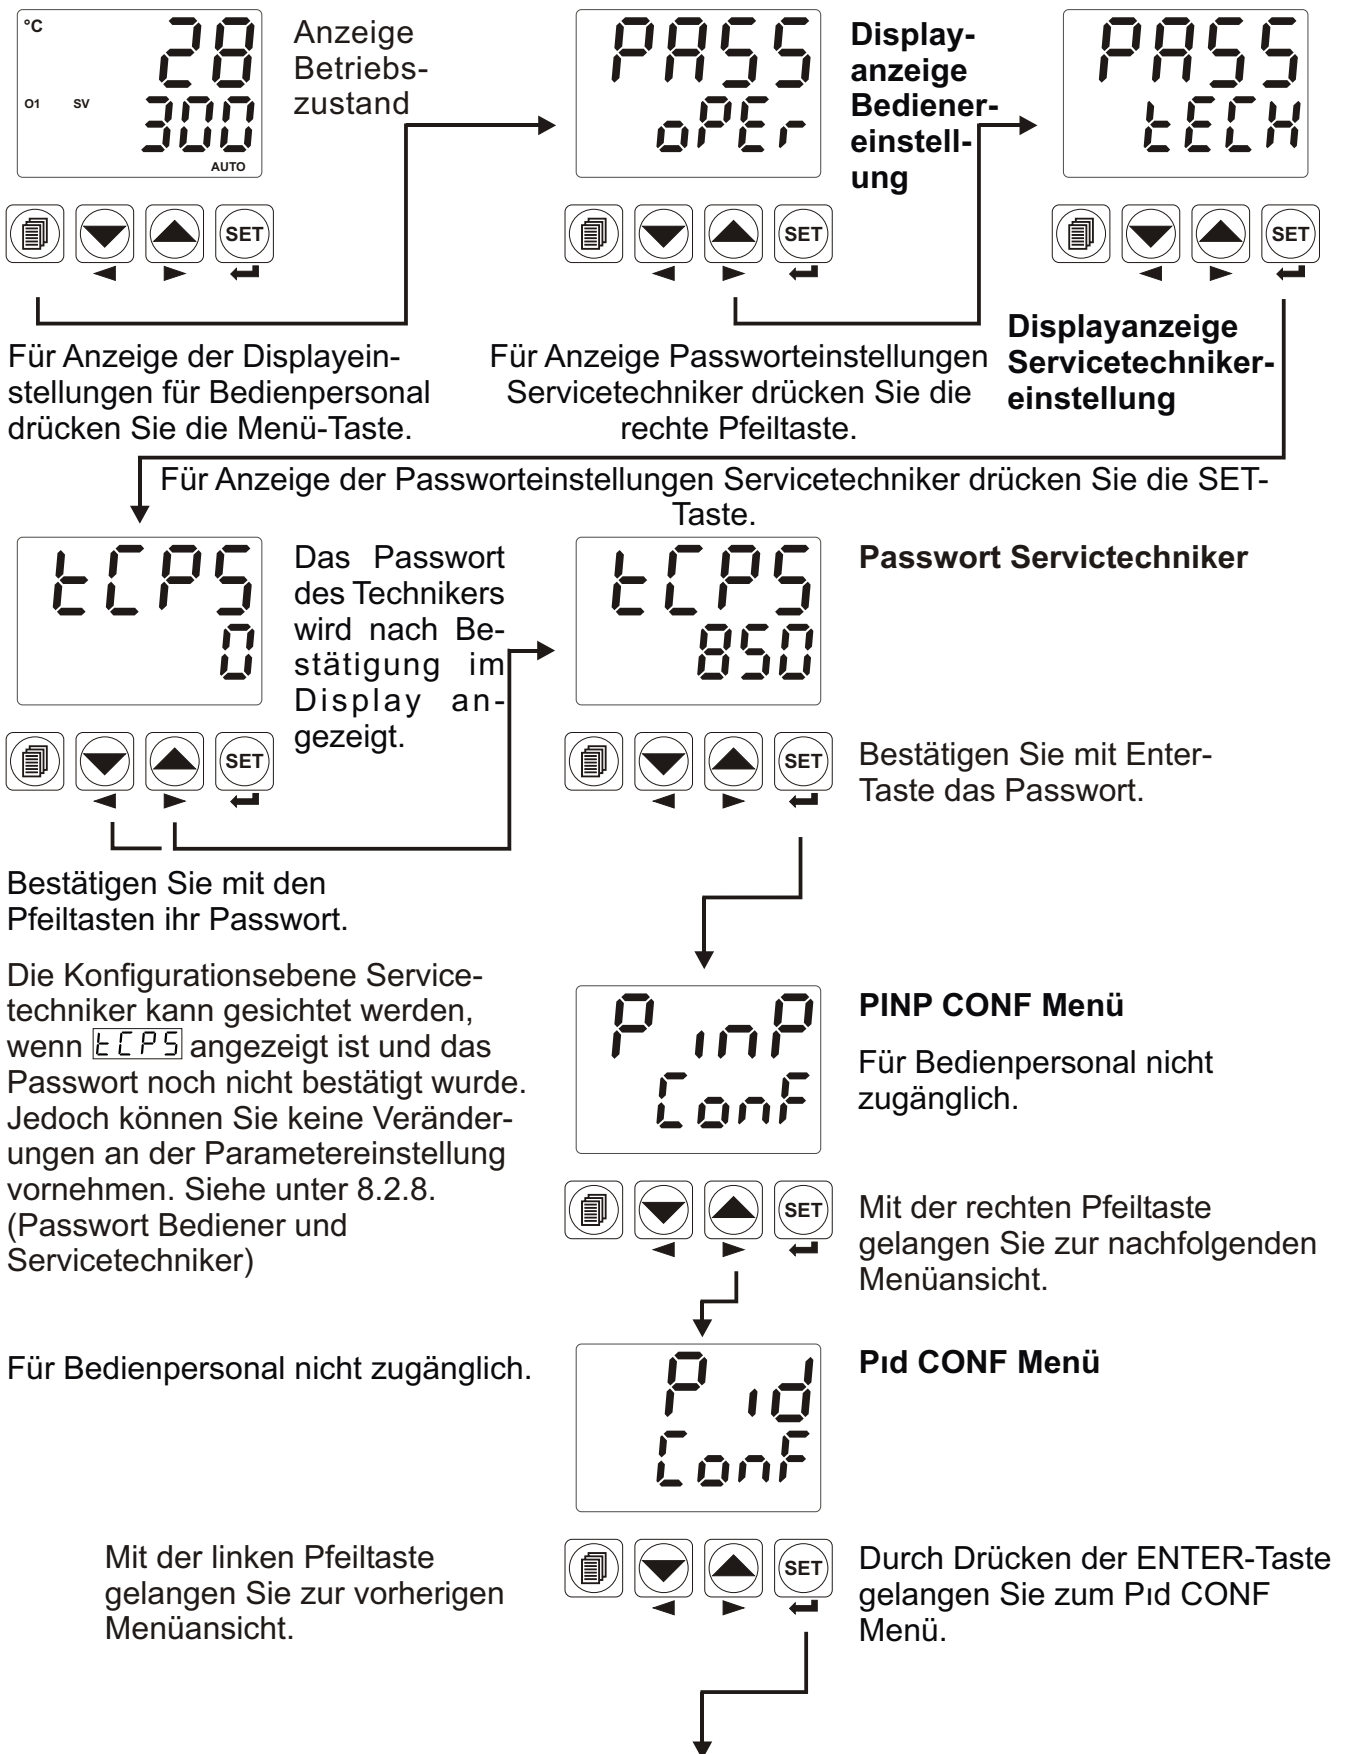 °C
28
O1 SV
300
AUTO
Anzeige
Betriebs-
zustand
PASS
oPEr
Display-
anzeige
Bediener-
einstell-
ung
PASS
tECH
SET
SET
SET
Für Anzeige der Displayein-
stellungen für Bedienpersonal
drücken Sie die Menü-Taste.
Für Anzeige Passworteinstellungen
Servicetechniker drücken Sie die
rechte Pfeiltaste.
Displayanzeige
Servicetechniker-
einstellung
Für Anzeige der Passworteinstellungen Servicetechniker drücken Sie die SET-
Taste.
tCPS
0
Das Passwort
des Technikers
wird nach Be-
stätigung im
Display an-
gezeigt.
tCPS
850
Passwort Servictechniker
SET
SET
Bestätigen Sie mit Enter-
Taste das Passwort.
Bestätigen Sie mit den
Pfeiltasten ihr Passwort.
Die Konfigurationsebene Service-
techniker kann gesichtet werden,
wenn tCPS angezeigt ist und das
Passwort noch nicht bestätigt wurde.
Jedoch können Sie keine Veränder-
ungen an der Parametereinstellung
vornehmen. Siehe unter 8.2.8.
(Passwort Bediener und
Servicetechniker)
PinP
ConF
PINP CONF Menü
Für Bedienpersonal nicht
zugänglich.
SET
Mit der rechten Pfeiltaste
gelangen Sie zur nachfolgenden
Menüansicht.
Für Bedienpersonal nicht zugänglich.
Pid
ConF
Pıd CONF Menü
Mit der linken Pfeiltaste
gelangen Sie zur vorherigen
Menüansicht.
SET
Durch Drücken der ENTER-Taste
gelangen Sie zum Pıd CONF
Menü.